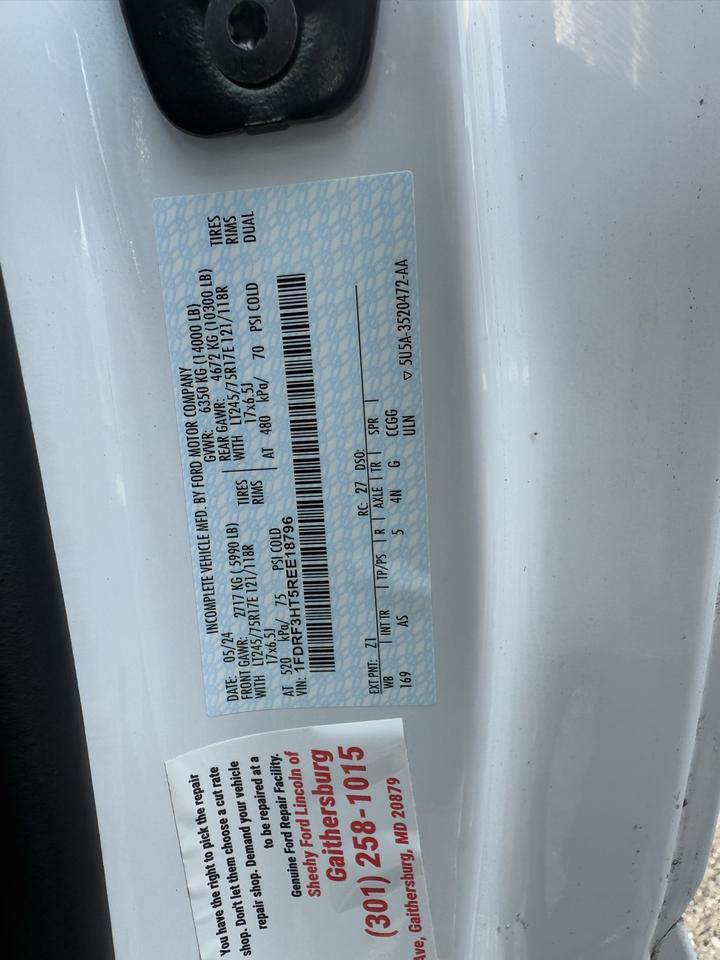 INCOMPLETE VEHICLE MFD. BY FORD MOTOR COMPANY
DATE: 05/24 GVWR: 6350 KG (14000 LB)
FRONT GAWR: 2717 KG ( 5990 LB) REAR GAWR: 4672 KG (10300 LB)
WITH LT245/75R17E 121/118R TIRES WITH LT245/75R17E 121/118R TIRES
17x6.5J RIMS 17x6.5J RIMS
AT 520 kPa/ 75 PSI COLD AT 480 kPa/ 70 PSI COLD DUAL
VIN: 1FDRF3HT5REE18796
EXT PNT: Z1 RC: 27 DSO:
WB INT TR TP/PS R AXLE TR SPR
169 AS 5 4N G CCGG
ULN ▽ 5U5A-3520472-AA
You have the right to pick the repair
shop. Don't let them choose a cut rate
repair shop. Demand your vehicle
to be repaired at a
Genuine Ford Repair Facility.
Sheehy Ford Lincoln of
Gaithersburg
(301) 258-1015
Ave, Gaithersburg, MD 20879